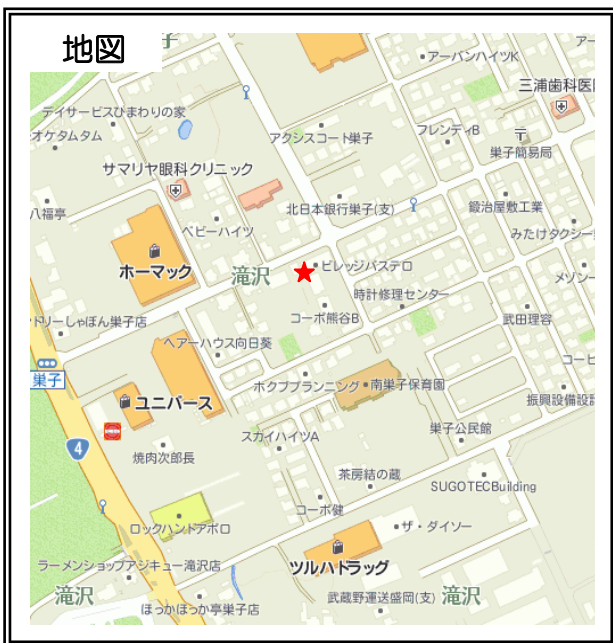 地図
子
アーバンハイツK
アー
三浦歯科医
デイサービスひまわりの家
オケタムタム
アクシスコート巣子
フレンディB
巣子簡易局
サマリヤ眼科クリニック
八福亭
ベビーハイツ
北日本銀行巣子(支)
鍛治屋敷工業
みたけタクシー
ホーマック
滝沢
ビレッジパステロ
時計修理センター
メゾン
ンドリーしゃぼん巣子店
コーポ熊谷B
武田理容
ヘアーハウス向日葵
コーヒ
巣子
ユニバース
ホクブプランニング
南巣子保育園
振興設備設計
4
スカイハイツA
巣子公民館
焼肉次郎長
茶房結の蔵
SUGOTECBuilding
コーポ健
ロックハンドアポロ
ザ・ダイソー
ラーメンショップアジキュー滝沢店
ツルハドラッグ
滝沢
滝沢
ほっかほっか亭巣子店
武蔵野運送盛岡(支)